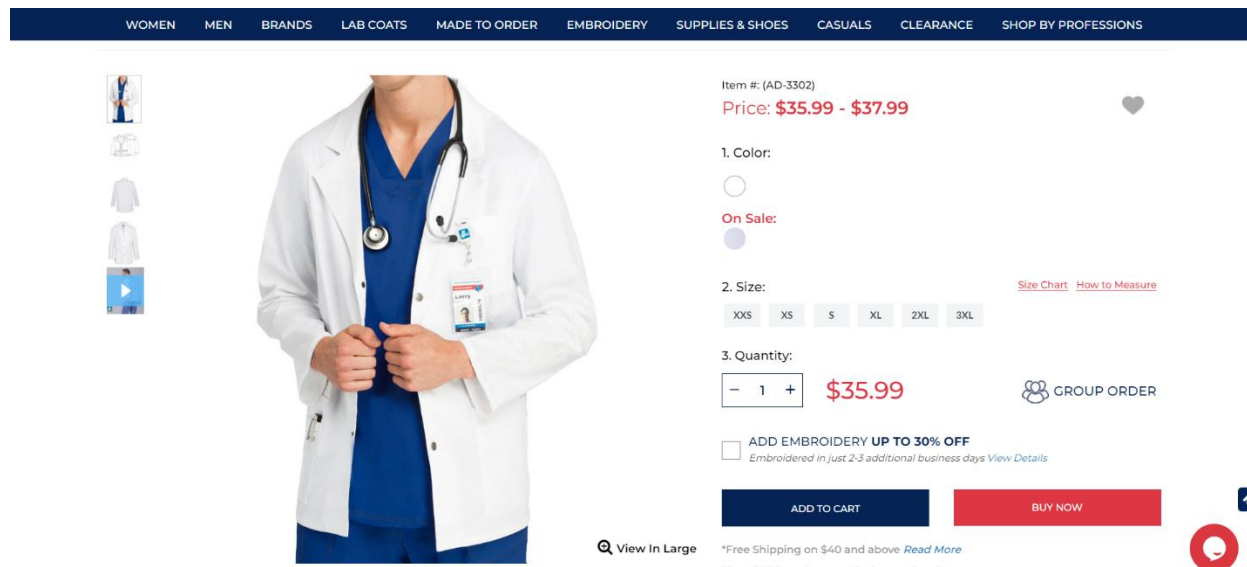 WOMEN MEN BRANDS LAB COATS MADE TO ORDER EMBROIDERY SUPPLIES & SHOES CASUALS CLEARANCE SHOP BY PROFESSIONS
Item #: (AD-3302)
Price: $35.99 - $37.99
1. Color:
On Sale:
2. Size:
Size Chart How to Measure
XXS XS S XL 2XL 3XL
3. Quantity:
− 1 + $35.99
GROUP ORDER
ADD EMBROIDERY UP TO 30% OFF
Embroidered in just 2-3 additional business days View Details
ADD TO CART
BUY NOW
View In Large
*Free Shipping on $40 and above Read More
Larry